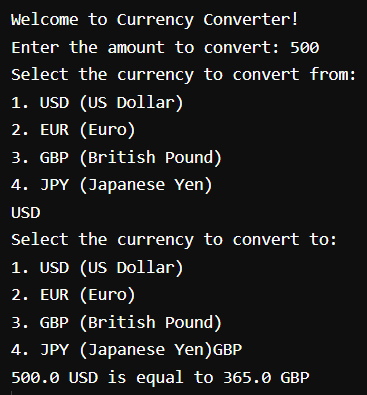 Welcome to Currency Converter!
Enter the amount to convert: 500
Select the currency to convert from:
1. USD (US Dollar)
2. EUR (Euro)
3. GBP (British Pound)
4. JPY (Japanese Yen)
USD
Select the currency to convert to:
1. USD (US Dollar)
2. EUR (Euro)
3. GBP (British Pound)
4. JPY (Japanese Yen)GBP
500.0 USD is equal to 365.0 GBP